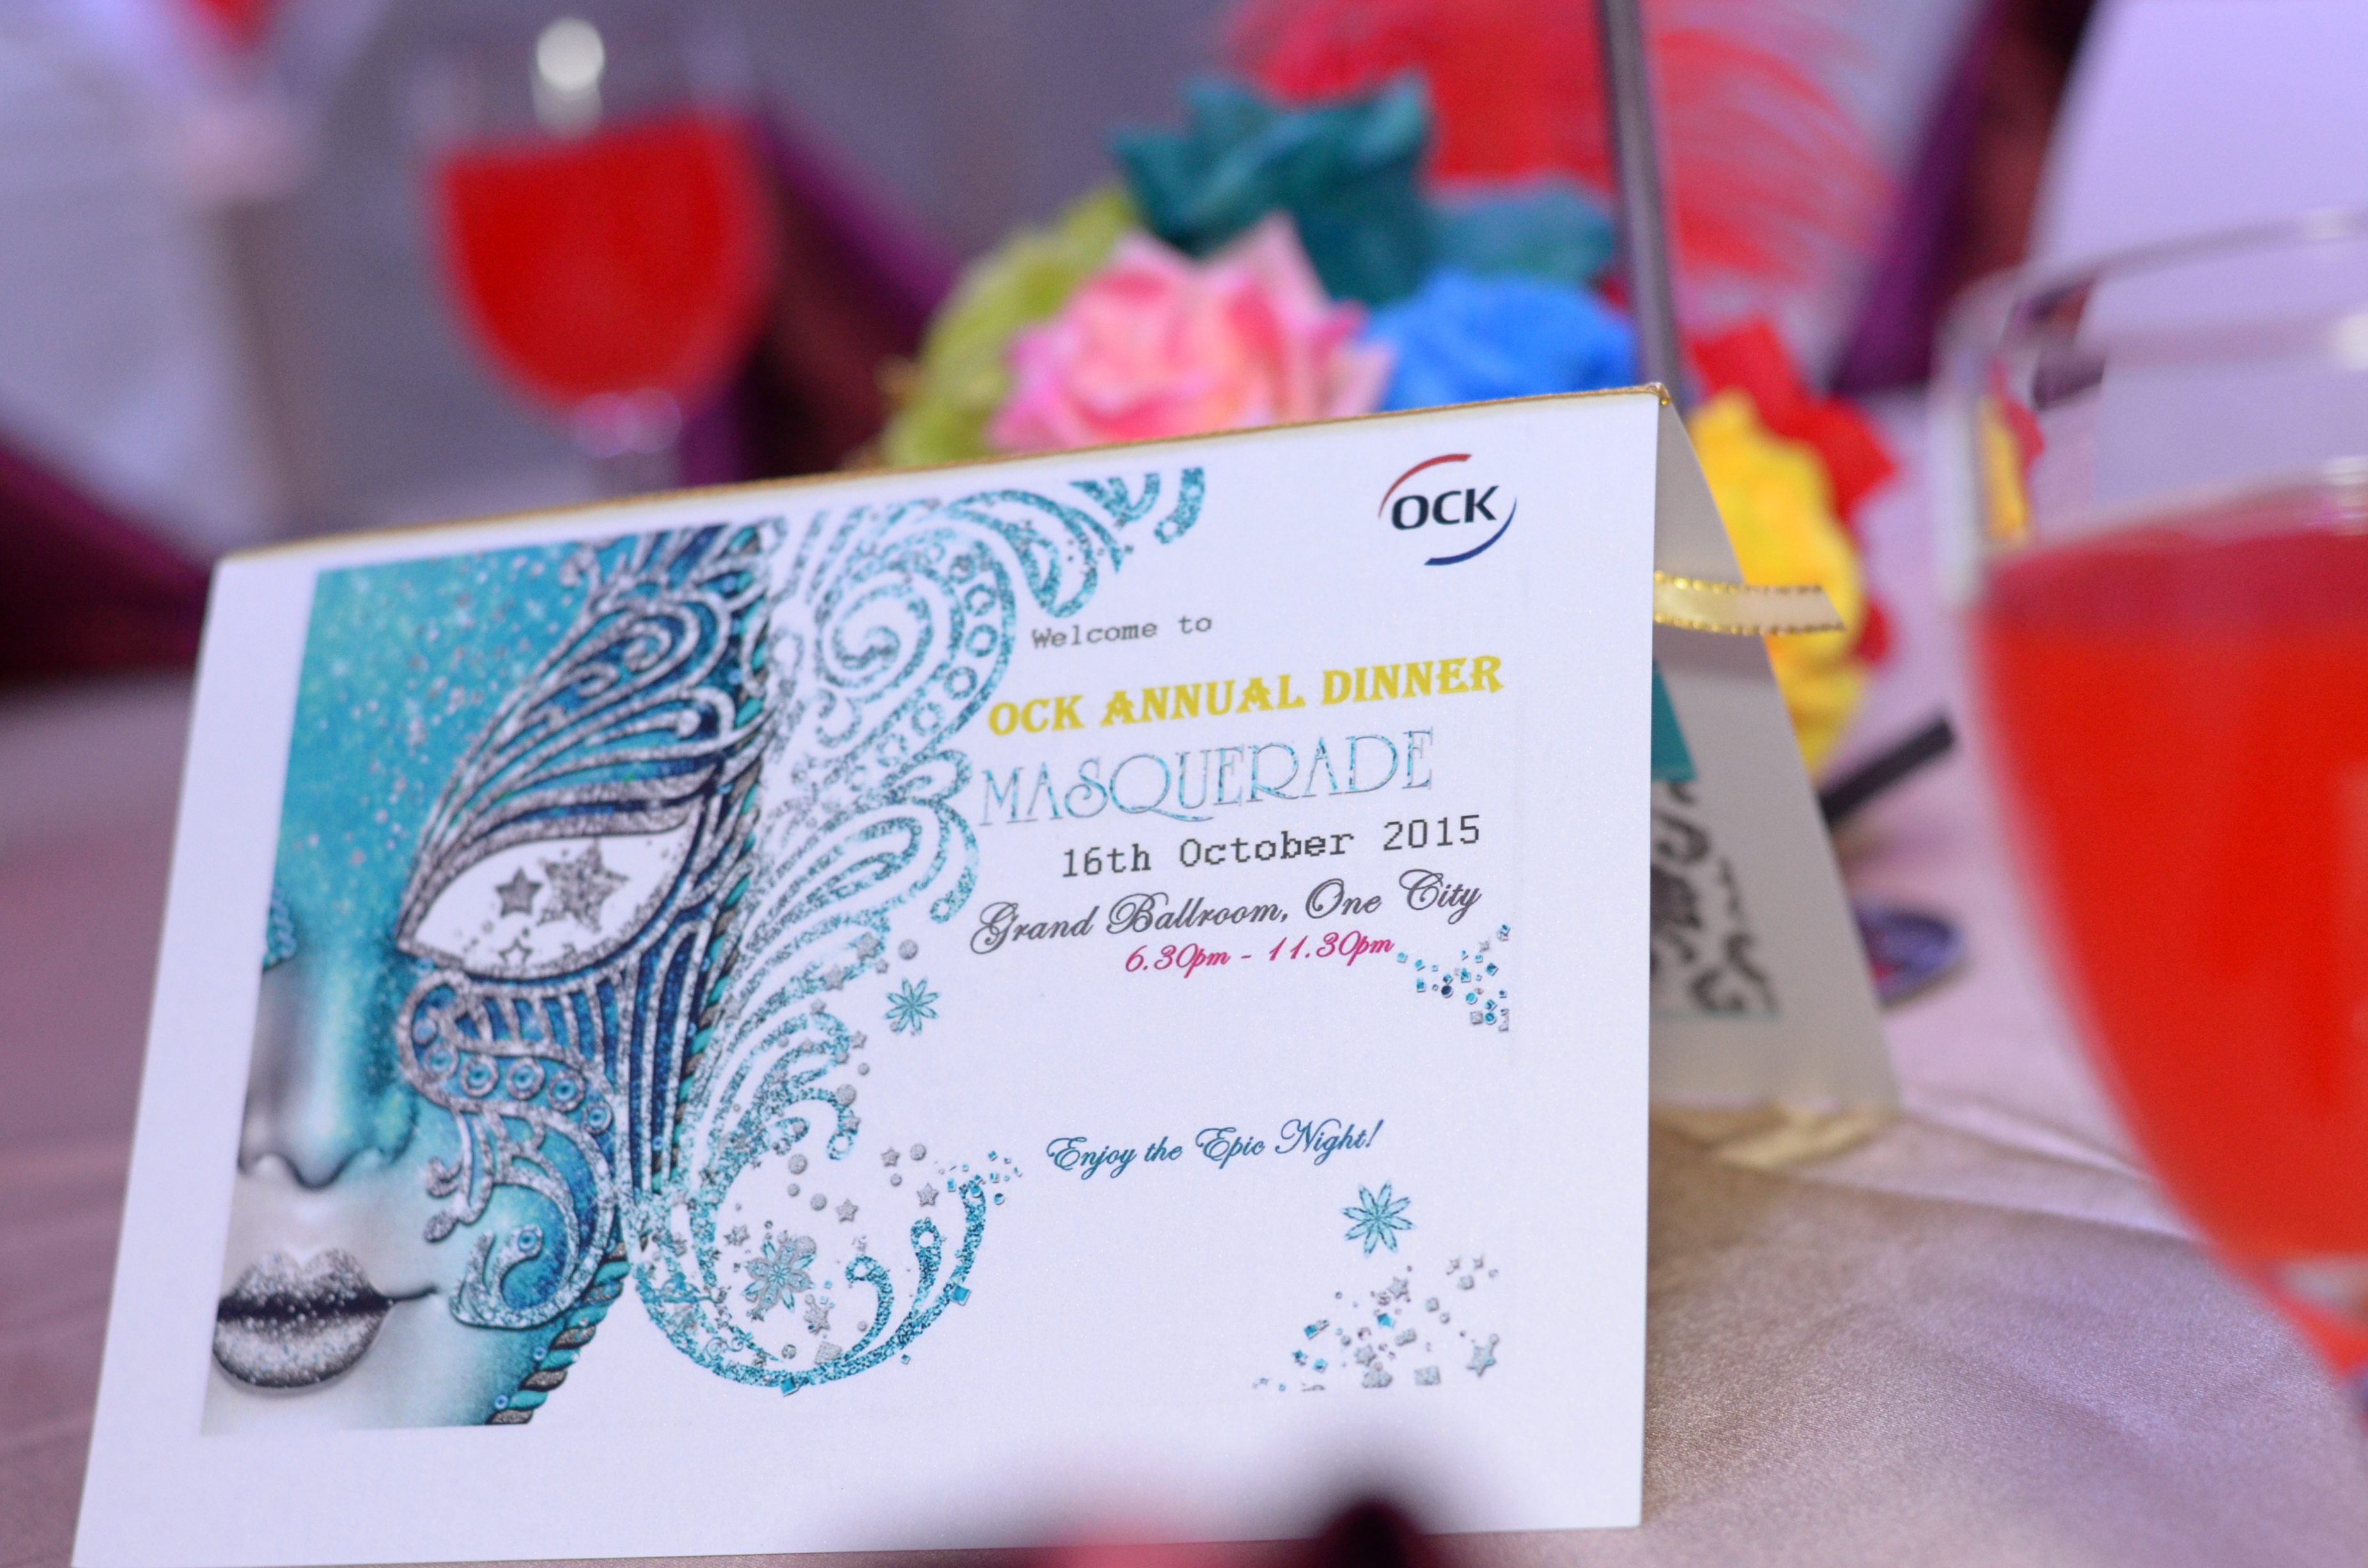 OCK
Welcome to
OCK ANNUAL DINNER
MASQUERADE
16th October 2015
Grand Ballroom, One City
6.30pm - 11.30pm
Enjoy the Epic Night!